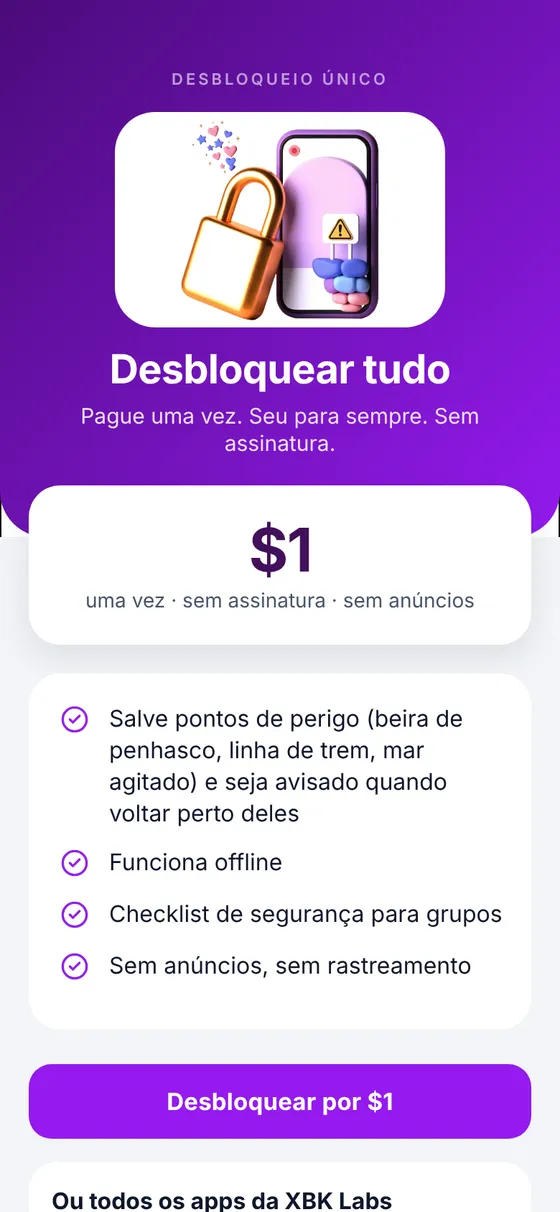 DESBLOQUEIO ÚNICO
Desbloquear tudo
Pague uma vez. Seu para sempre. Sem
assinatura.
$1
uma vez · sem assinatura · sem anúncios
Salve pontos de perigo (beira de
penhasco, linha de trem, mar
agitado) e seja avisado quando
voltar perto deles
Funciona offline
Checklist de segurança para grupos
Sem anúncios, sem rastreamento
Desbloquear por $1
Ou todos os apps da XBK Labs